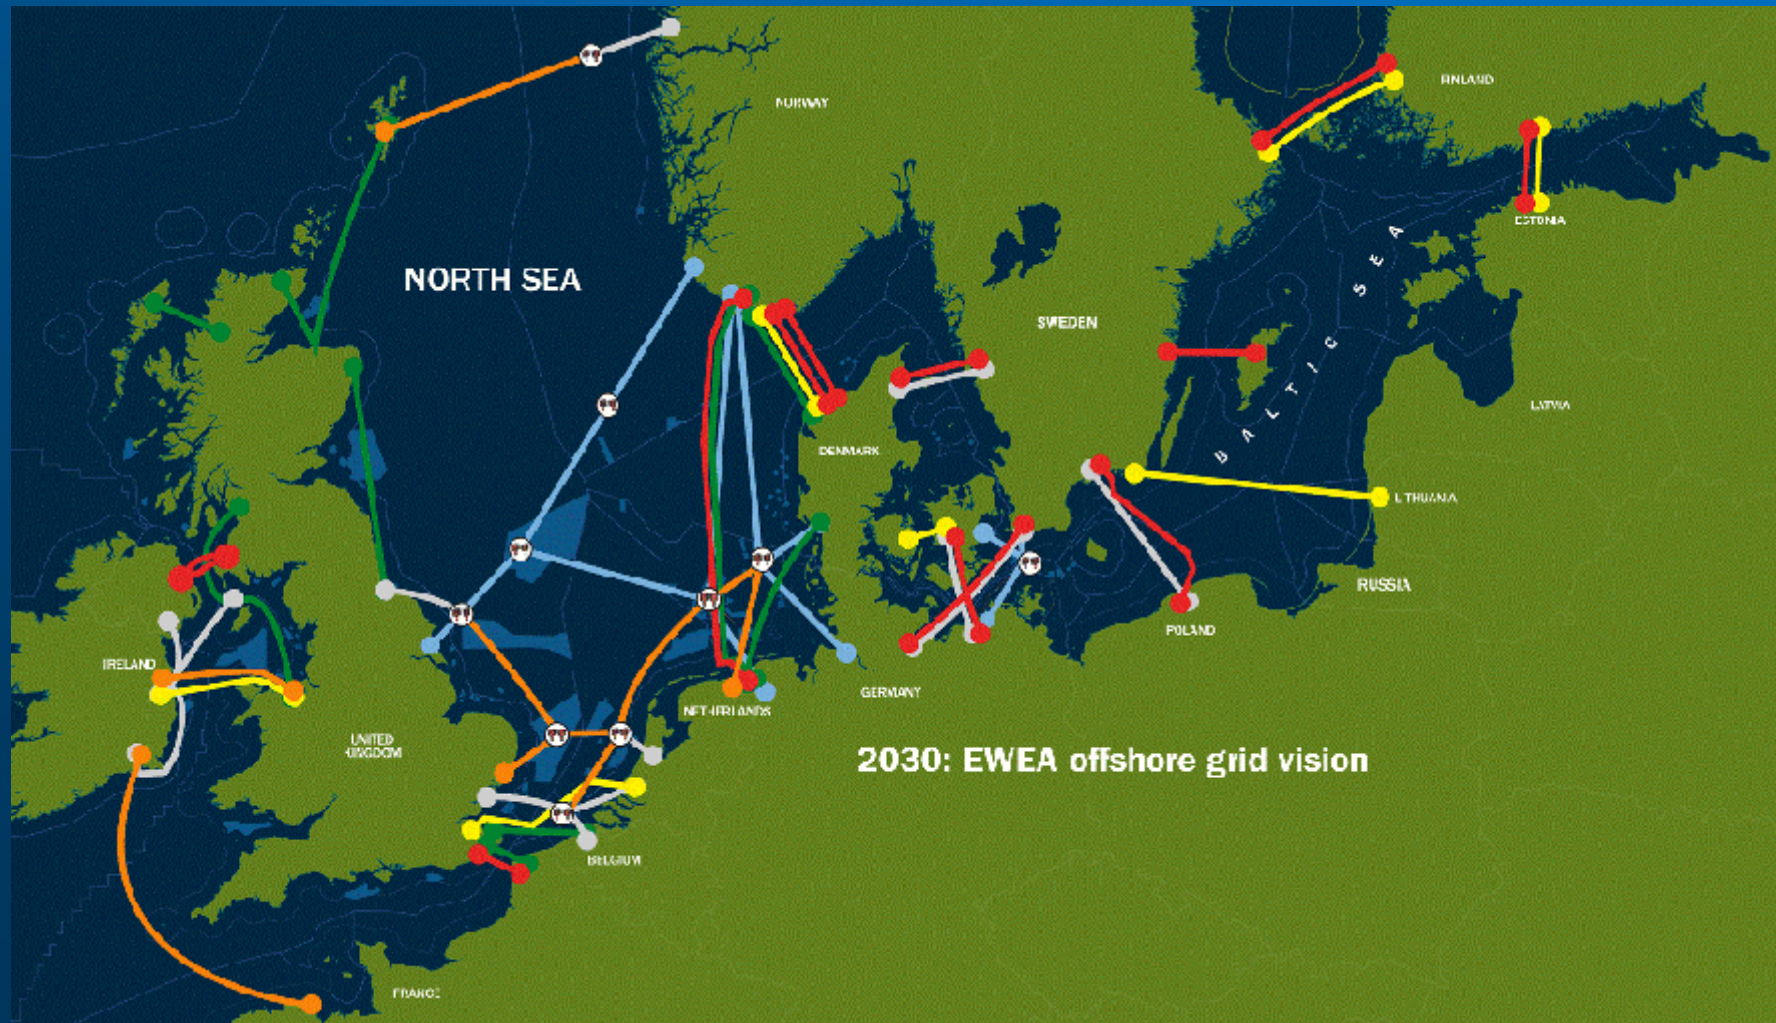 NORWAY
FINLAND
ESTONIA
NORTH SEA
SWEDEN
BALTIC SEA
LATVIA
DENMARK
LITHUANIA
RUSSIA
POLAND
IRELAND
GERMANY
NETHERLANDS
UNITED
KINGDOM
2030: EWEA offshore grid vision
BELGIUM
FRANCE